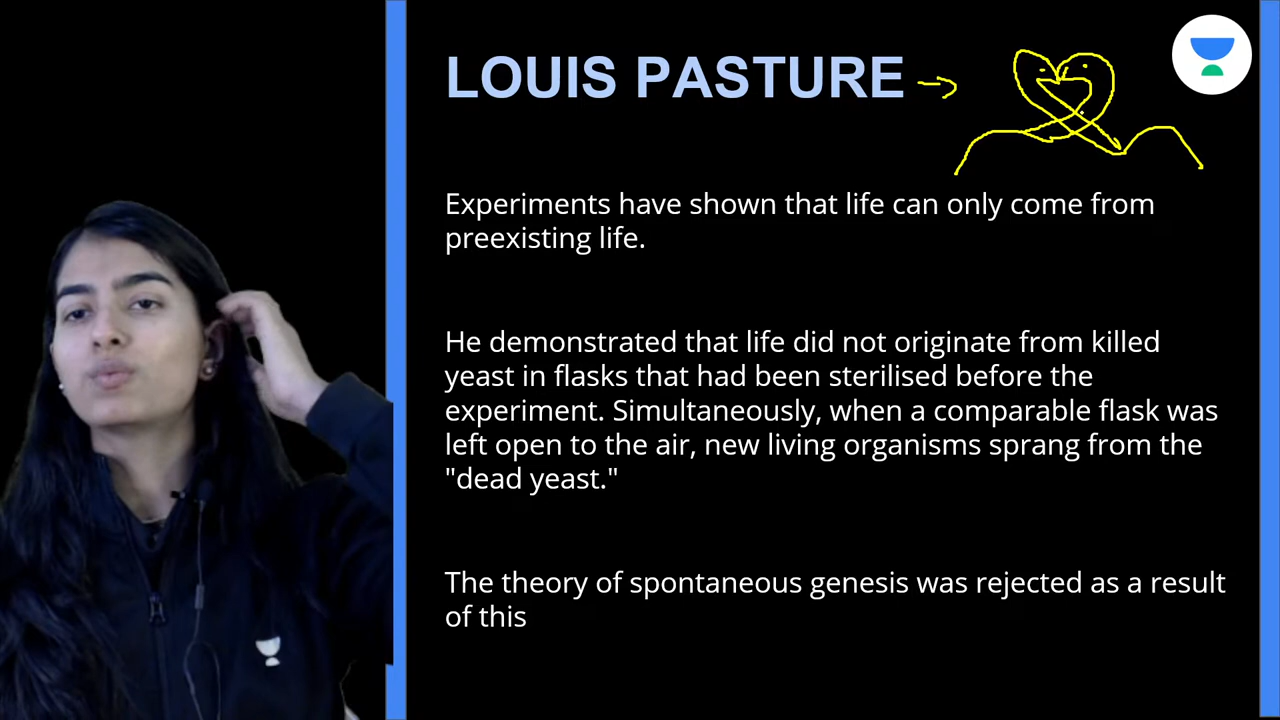 LOUIS PASTURE
Experiments have shown that life can only come from
preexisting life.
He demonstrated that life did not originate from killed
yeast in flasks that had been sterilised before the
experiment. Simultaneously, when a comparable flask was
left open to the air, new living organisms sprang from the
"dead yeast."
The theory of spontaneous genesis was rejected as a result
of this